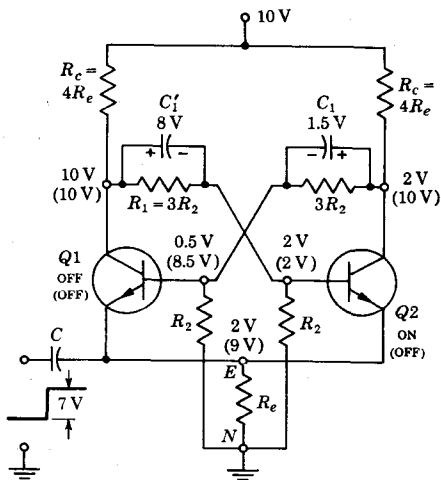 10 V
R_c =
4R_e
R_c =
4R_e
C'_1
8 V
+ −
C_1
1.5 V
− +
10 V
(10 V)
R_1 = 3R_2
3R_2
2 V
(10 V)
0.5 V
(8.5 V)
2 V
(2 V)
Q1
OFF
(OFF)
Q2
ON
(OFF)
R_2
R_2
2 V
(9 V)
C
E
R_e
7 V
N